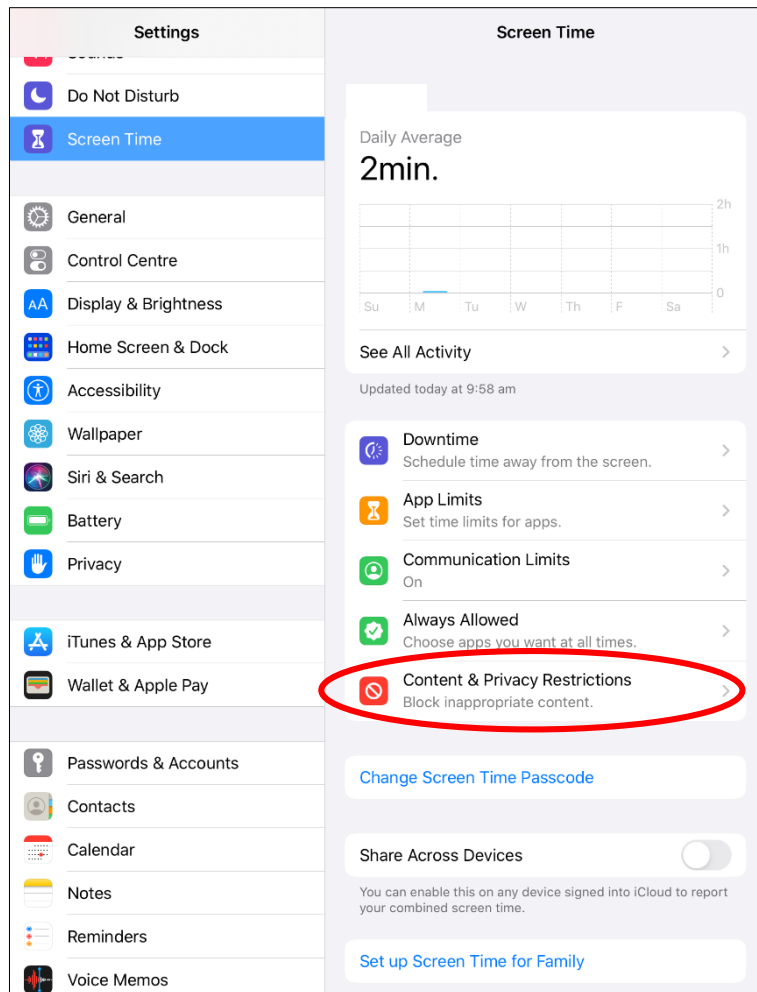 Settings
Do Not Disturb
Screen Time
General
Control Centre
AA Display & Brightness
Home Screen & Dock
Accessibility
Wallpaper
Siri & Search
Battery
Privacy
iTunes & App Store
Wallet & Apple Pay
Passwords & Accounts
Contacts
Calendar
Notes
Reminders
Voice Memos
Screen Time
Daily Average
2min.
2h
1h
0
Su M Tu W Th F Sa
See All Activity
Updated today at 9:58 am
Downtime
Schedule time away from the screen.
App Limits
Set time limits for apps.
Communication Limits
On
Always Allowed
Choose apps you want at all times.
Content & Privacy Restrictions
Block inappropriate content.
Change Screen Time Passcode
Share Across Devices
You can enable this on any device signed into iCloud to report
your combined screen time.
Set up Screen Time for Family